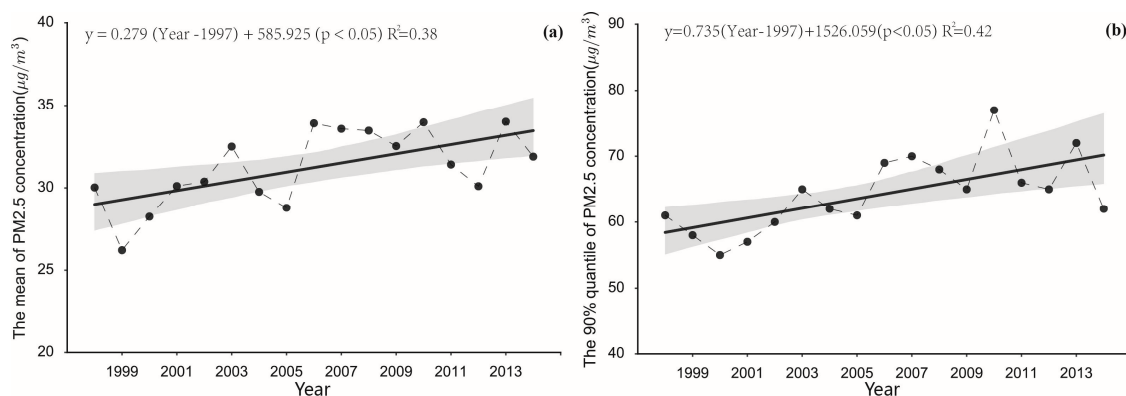 y = 0.279 (Year -1997) + 585.925 (p < 0.05) R²=0.38
(a)
The mean of PM2.5 concentration(μg/m³)
40
35
30
25
20
1999 2001 2003 2005 2007 2009 2011 2013
Year
y=0.735(Year-1997)+1526.059(p<0.05) R²=0.42
(b)
The 90% quantile of PM2.5 concentration(μg/m³)
90
80
70
60
50
40
1999 2001 2003 2005 2007 2009 2011 2013
Year